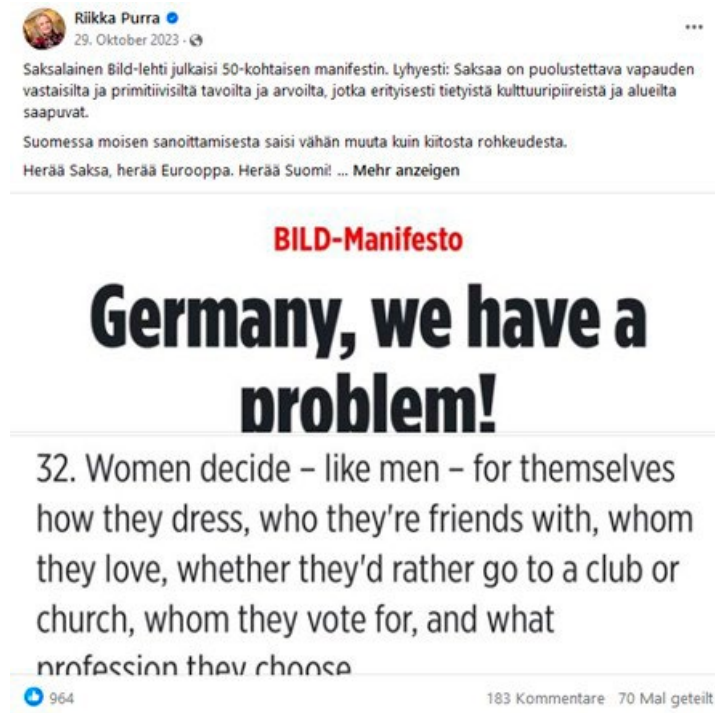 Riikka Purra
29. Oktober 2023 ·
Saksalainen Bild-lehti julkaisi 50-kohtaisen manifestin. Lyhyesti: Saksaa on puolustettava vapauden
vastaisilta ja primitiivisiltä tavoilta ja arvoilta, jotka erityisesti tietyistä kulttuuripiireistä ja alueilta
saapuvat.
Suomessa moisen sanoittamisesta saisi vähän muuta kuin kiitosta rohkeudesta.
Herää Saksa, herää Eurooppa. Herää Suomi! ... Mehr anzeigen
BILD-Manifesto
Germany, we have a
problem!
32. Women decide – like men – for themselves
how they dress, who they're friends with, whom
they love, whether they'd rather go to a club or
church, whom they vote for, and what
profession they choose
964
183 Kommentare 70 Mal geteilt